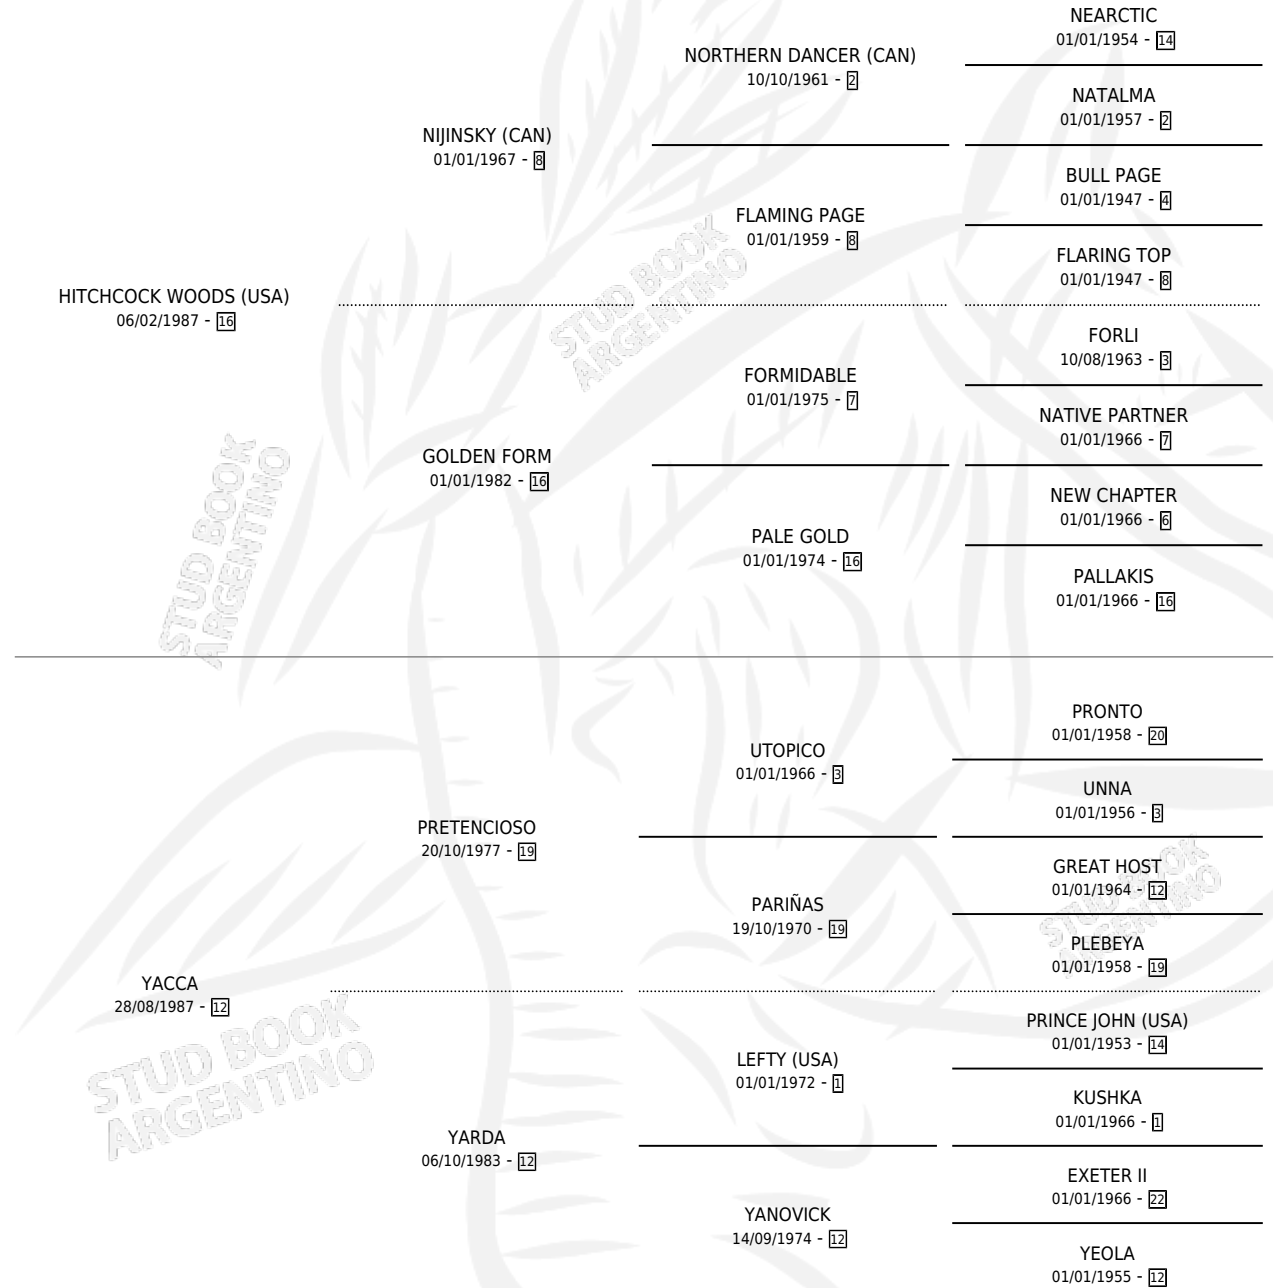 NEARCTIC
01/01/1954 - 14
NORTHERN DANCER (CAN)
10/10/1961 - 2
NATALMA
01/01/1957 - 2
NIJINSKY (CAN)
01/01/1967 - 8
BULL PAGE
01/01/1947 - 4
FLAMING PAGE
01/01/1959 - 8
FLARING TOP
01/01/1947 - 8
HITCHCOCK WOODS (USA)
06/02/1987 - 16
FORLI
10/08/1963 - 3
FORMIDABLE
01/01/1975 - 7
NATIVE PARTNER
01/01/1966 - 7
GOLDEN FORM
01/01/1982 - 16
NEW CHAPTER
01/01/1966 - 6
PALE GOLD
01/01/1974 - 16
PALLAKIS
01/01/1966 - 16
PRONTO
01/01/1958 - 20
UTOPICO
01/01/1966 - 3
UNNA
01/01/1956 - 3
PRETENCIOSO
20/10/1977 - 19
GREAT HOST
01/01/1964 - 12
PARIÑAS
19/10/1970 - 19
PLEBEYA
01/01/1958 - 19
YACCA
28/08/1987 - 12
PRINCE JOHN (USA)
01/01/1953 - 14
LEFTY (USA)
01/01/1972 - 1
KUSHKA
01/01/1966 - 1
YARDA
06/10/1983 - 12
EXETER II
01/01/1966 - 22
YANOVICK
14/09/1974 - 12
YEOLA
01/01/1955 - 12
STUD BOOK
ARGENTINO
STUD BOOK
ARGENTINO
STUD BOOK
ARGENTINO
STUD BOOK
ARGENTINO